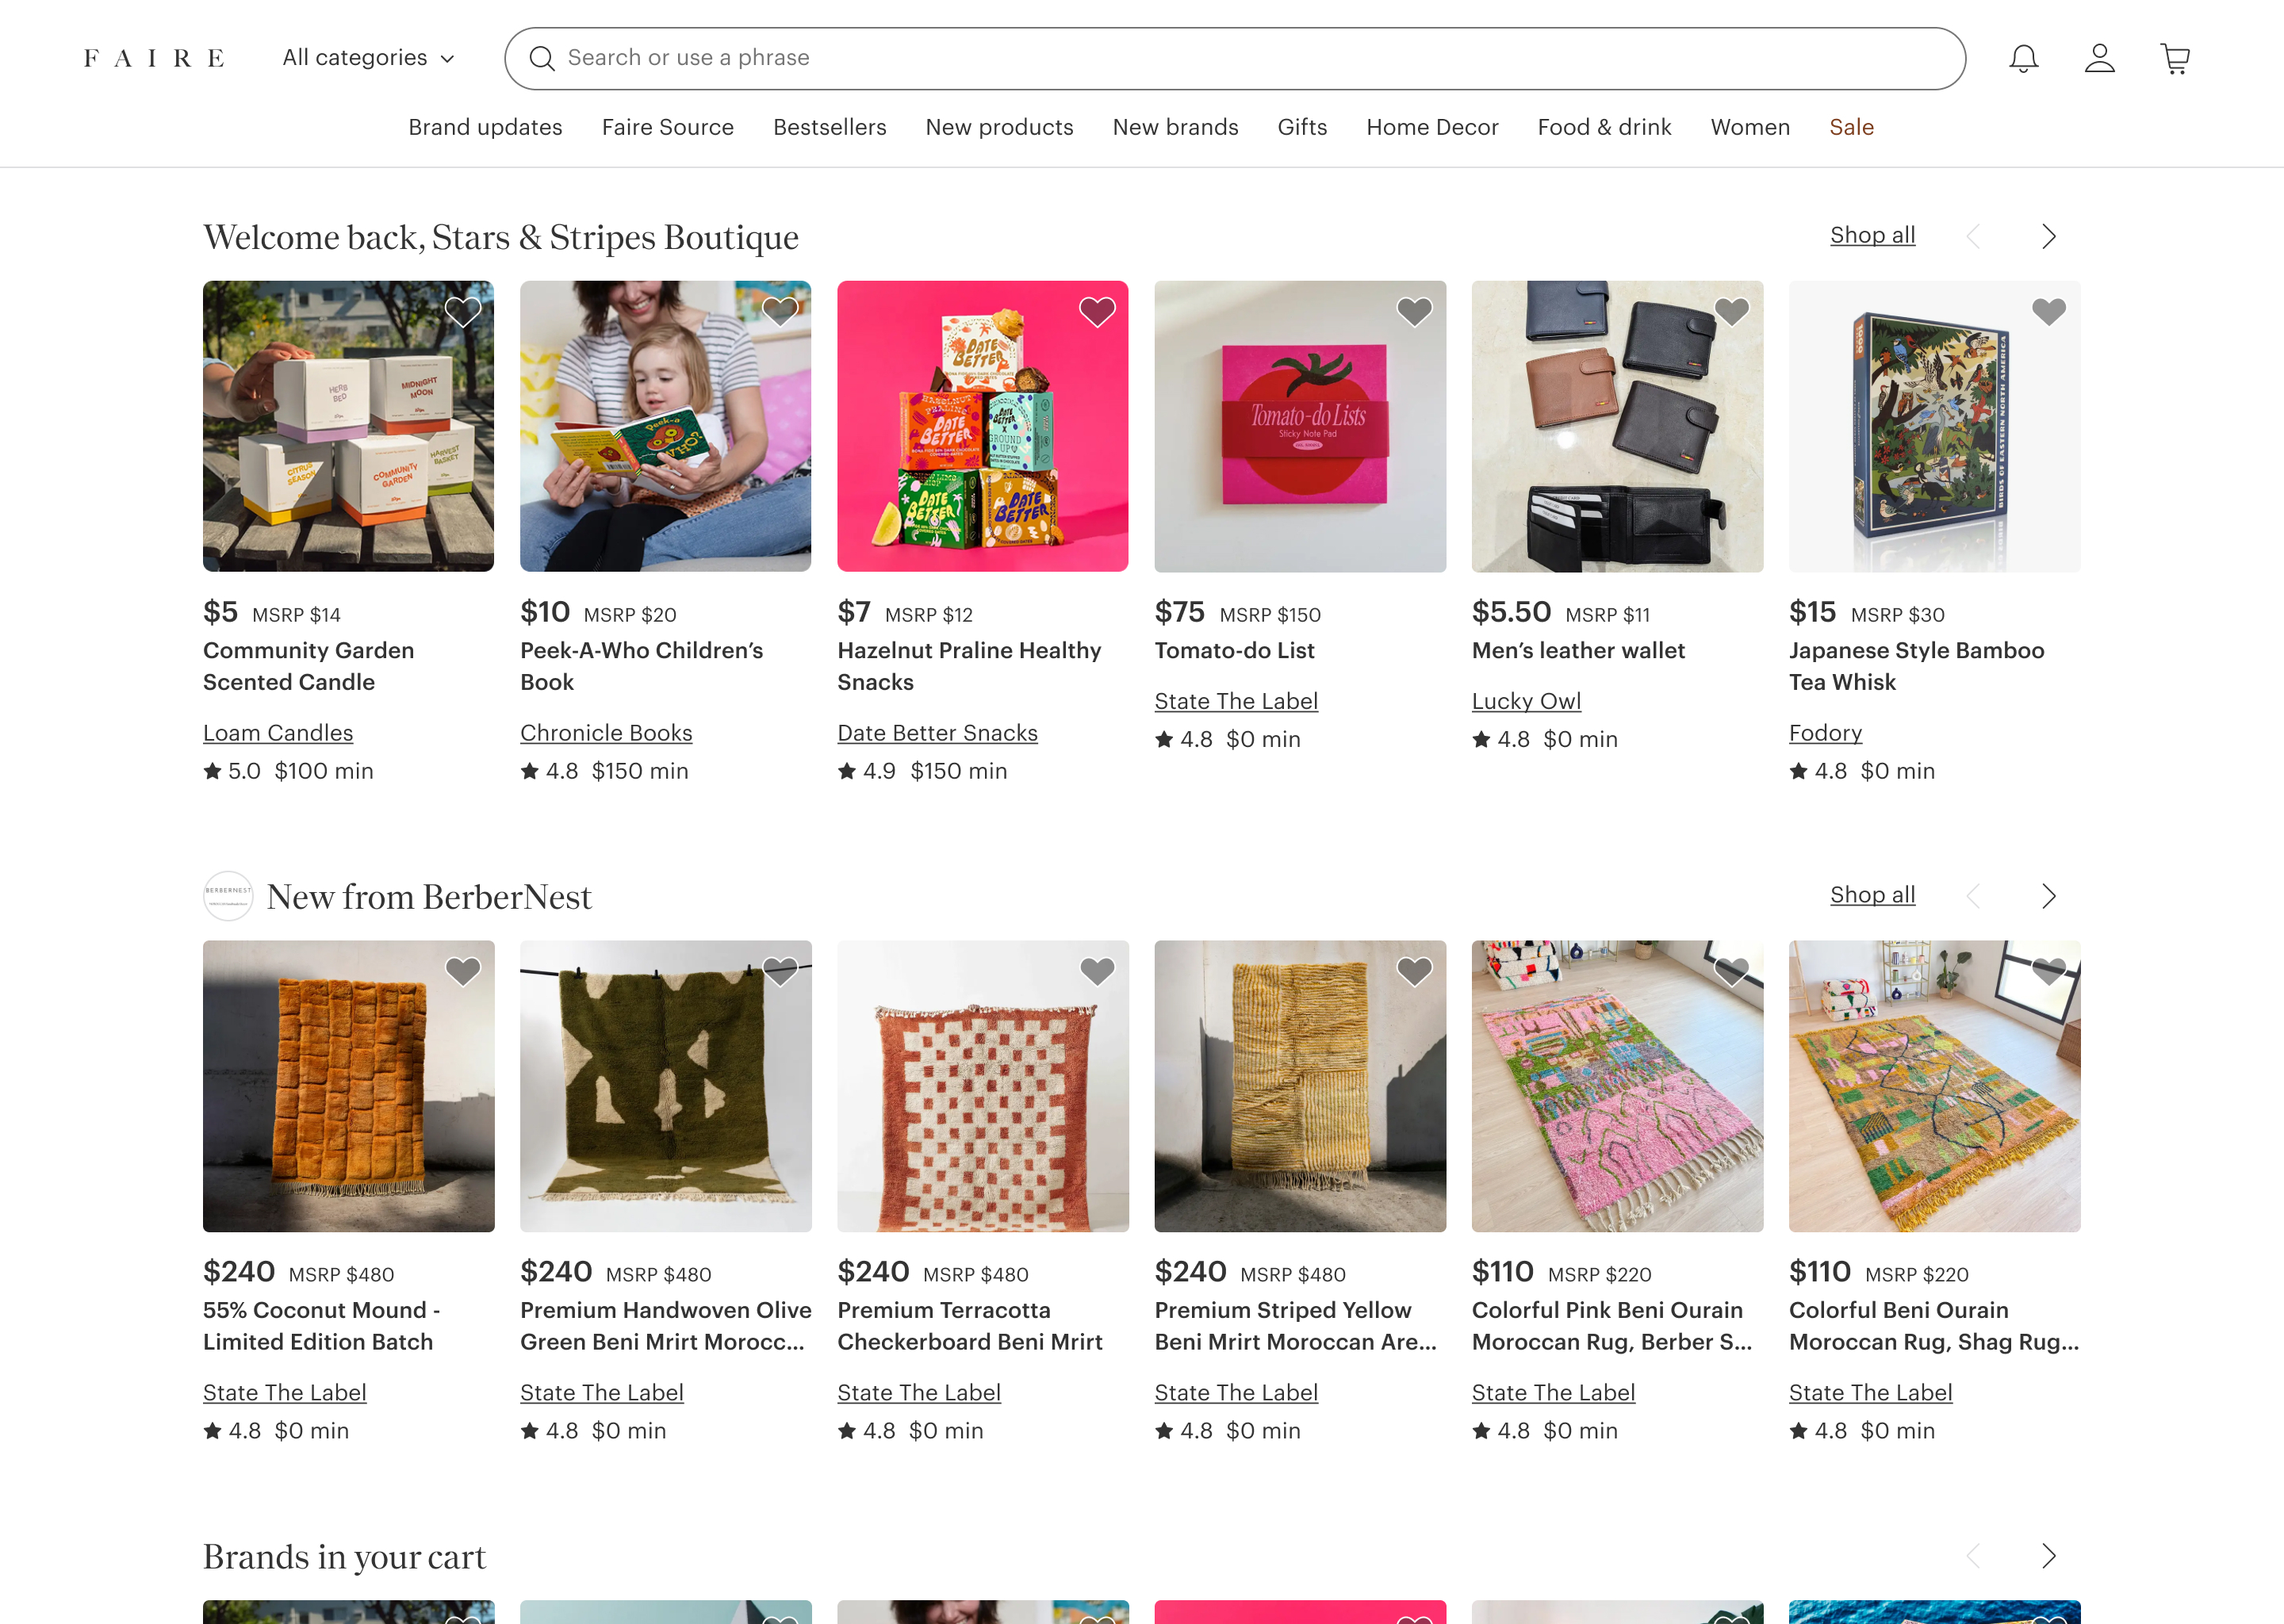 FAIRE
All categories
Search or use a phrase
Brand updates
Faire Source
Bestsellers
New products
New brands
Gifts
Home Decor
Food & drink
Women
Sale
Welcome back, Stars & Stripes Boutique
Shop all
HERB
BED
MIDNIGHT
MOON
CITRUS
SEASON
COMMUNITY
GARDEN
HARVEST
BASKET
Peek-a
WHO?
DATE
BETTER
DATE
BETTER
DATE
BETTER
X
GROUND
UP
DATE
BETTER
DATE
BETTER
Tomato-do Lists
Sticky Note Pad
1000
BIRDS OF EASTERN NORTH AMERICA
$5 MSRP $14
Community Garden
Scented Candle
Loam Candles
5.0 $100 min
$10 MSRP $20
Peek-A-Who Children’s
Book
Chronicle Books
4.8 $150 min
$7 MSRP $12
Hazelnut Praline Healthy
Snacks
Date Better Snacks
4.9 $150 min
$75 MSRP $150
Tomato-do List
State The Label
4.8 $0 min
$5.50 MSRP $11
Men’s leather wallet
Lucky Owl
4.8 $0 min
$15 MSRP $30
Japanese Style Bamboo
Tea Whisk
Fodory
4.8 $0 min
BERBERNEST
New from BerberNest
Shop all
$240 MSRP $480
55% Coconut Mound -
Limited Edition Batch
State The Label
4.8 $0 min
$240 MSRP $480
Premium Handwoven Olive
Green Beni Mrirt Morocc...
State The Label
4.8 $0 min
$240 MSRP $480
Premium Terracotta
Checkerboard Beni Mrirt
State The Label
4.8 $0 min
$240 MSRP $480
Premium Striped Yellow
Beni Mrirt Moroccan Are...
State The Label
4.8 $0 min
$110 MSRP $220
Colorful Pink Beni Ourain
Moroccan Rug, Berber S...
State The Label
4.8 $0 min
$110 MSRP $220
Colorful Beni Ourain
Moroccan Rug, Shag Rug...
State The Label
4.8 $0 min
Brands in your cart